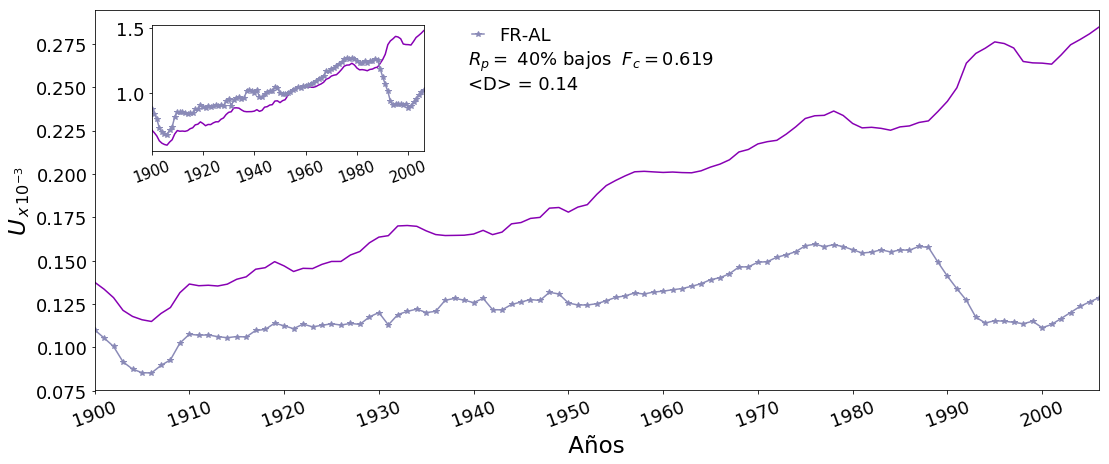 FR-AL
R_p = 40% bajos F_c = 0.619
<D> = 0.14
1.5
1.0
1900 1920 1940 1960 1980 2000
0.275
0.250
0.225
0.200
0.175
0.150
0.125
0.100
0.075
U_{x 10^{-3}}
1900 1910 1920 1930 1940 1950 1960 1970 1980 1990 2000
Años